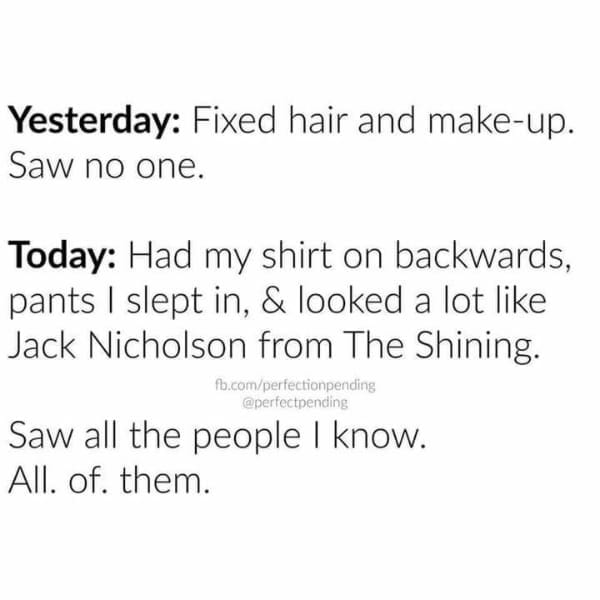 Yesterday: Fixed hair and make-up.
Saw no one.
Today: Had my shirt on backwards,
pants I slept in, & looked a lot like
Jack Nicholson from The Shining.
fb.com/perfectionpending
@perfectpending
Saw all the people I know.
All. of. them.